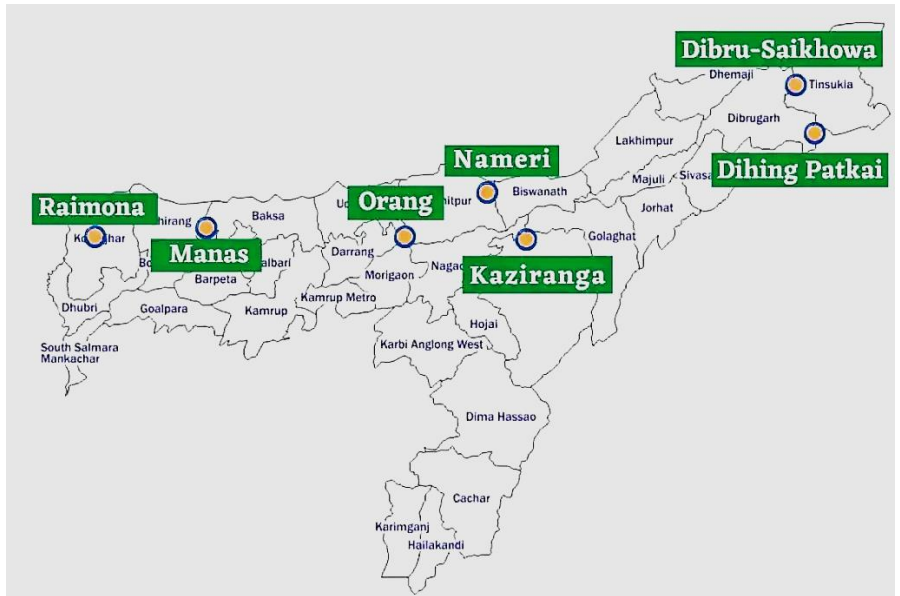 Dibru-Saikhowa
Dhemaji
Tinsukia
Dibrugarh
Lakhimpur
Nameri
Dihing Patkai
Majuli
Biswanath
Raimona
Orang
Jorhat
Baksa
Manas
Golaghat
Darrang
Kaziranga
Morigaon
Barpeta
Kamrup Metro
Dhubri
Goalpara
Kamrup
Hojai
South Salmara
Mankachar
Karbi Anglong West
Dima Hassao
Cachar
Karimganj
Hailakandi